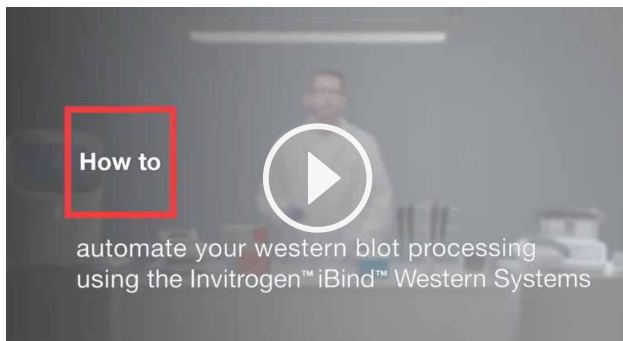 How to
automate your western blot processing
using the Invitrogen™ iBind™ Western Systems